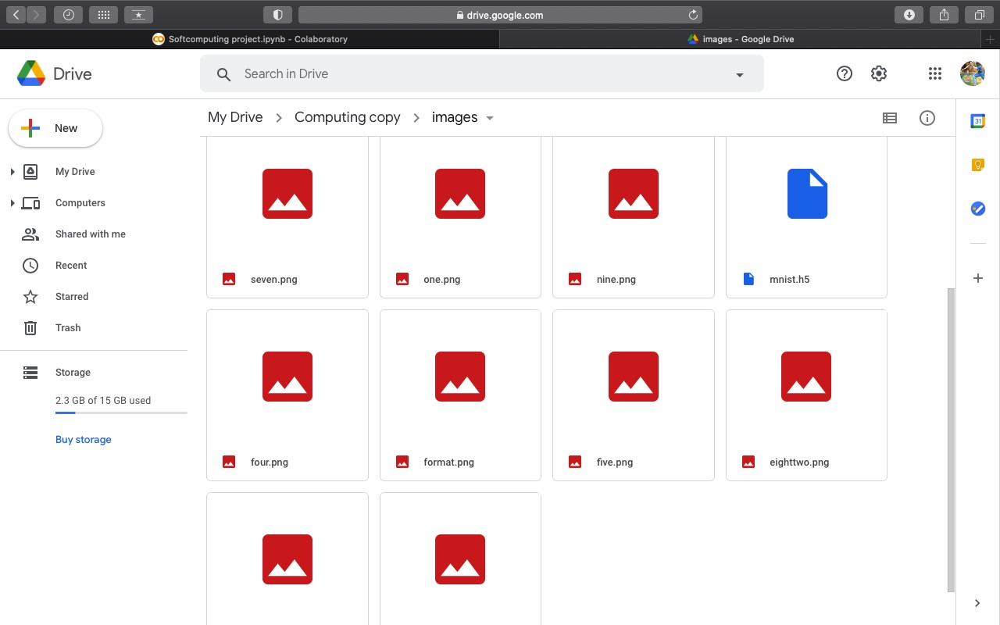 drive.google.com
Softcomputing project.ipynb - Colaboratory
images - Google Drive
Drive
Search in Drive
New
My Drive
Computers
Shared with me
Recent
Starred
Trash
Storage
2.3 GB of 15 GB used
Buy storage
My Drive
Computing copy
images
seven.png
one.png
nine.png
mnist.h5
four.png
format.png
five.png
eighttwo.png
31